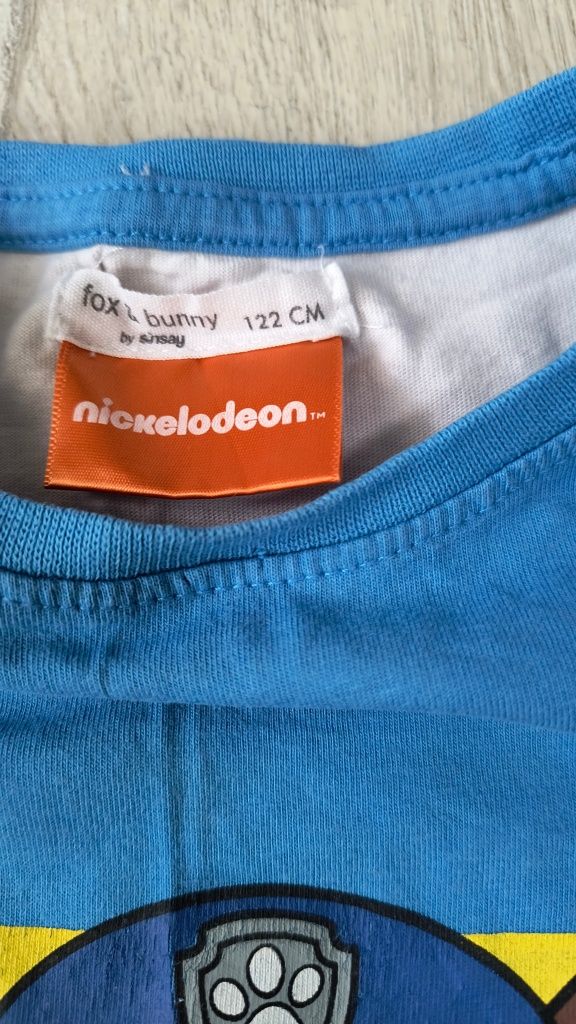 fox & bunny 122 CM
by sinsay
nickelodeon™